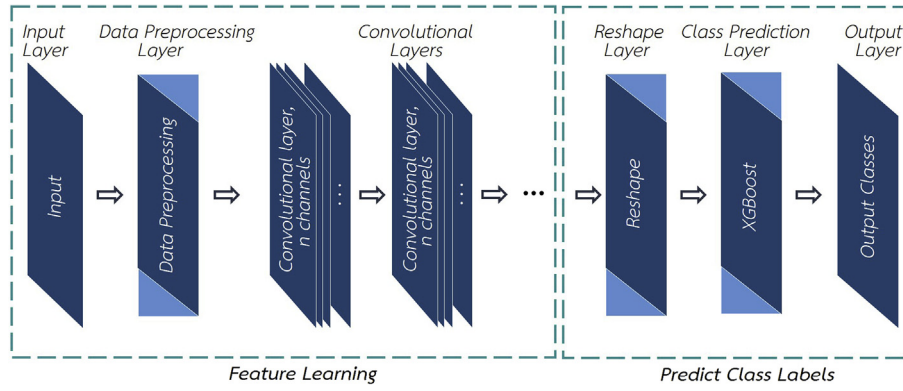 Input
Layer
Data Preprocessing
Layer
Convolutional
Layers
Reshape
Layer
Class Prediction
Layer
Output
Layer
Input
Data Preprocessing
Convolutional layer,
n channels
...
Convolutional layer,
n channels
...
...
Reshape
XGBoost
Output Classes
Feature Learning
Predict Class Labels